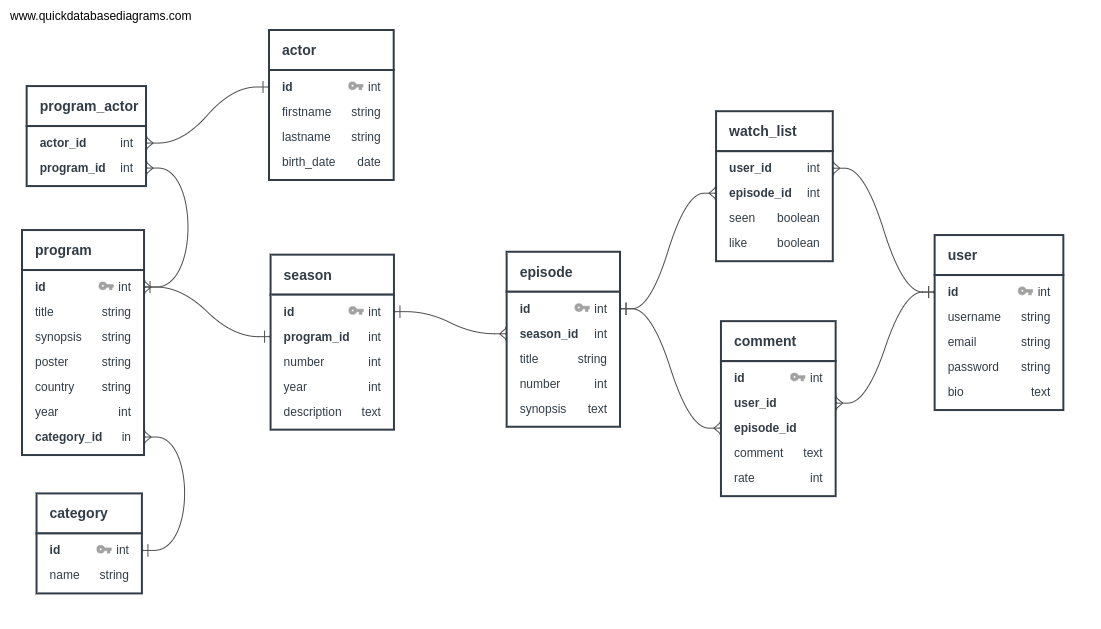 www.quickdatabasediagrams.com
actor
id int
firstname string
lastname string
birth_date date
program_actor
actor_id int
program_id int
program
id int
title string
synopsis string
poster string
country string
year int
category_id in
category
id int
name string
season
id int
program_id int
number int
year int
description text
episode
id int
season_id int
title string
number int
synopsis text
watch_list
user_id int
episode_id int
seen boolean
like boolean
comment
id int
user_id
episode_id
comment text
rate int
user
id int
username string
email string
password string
bio text